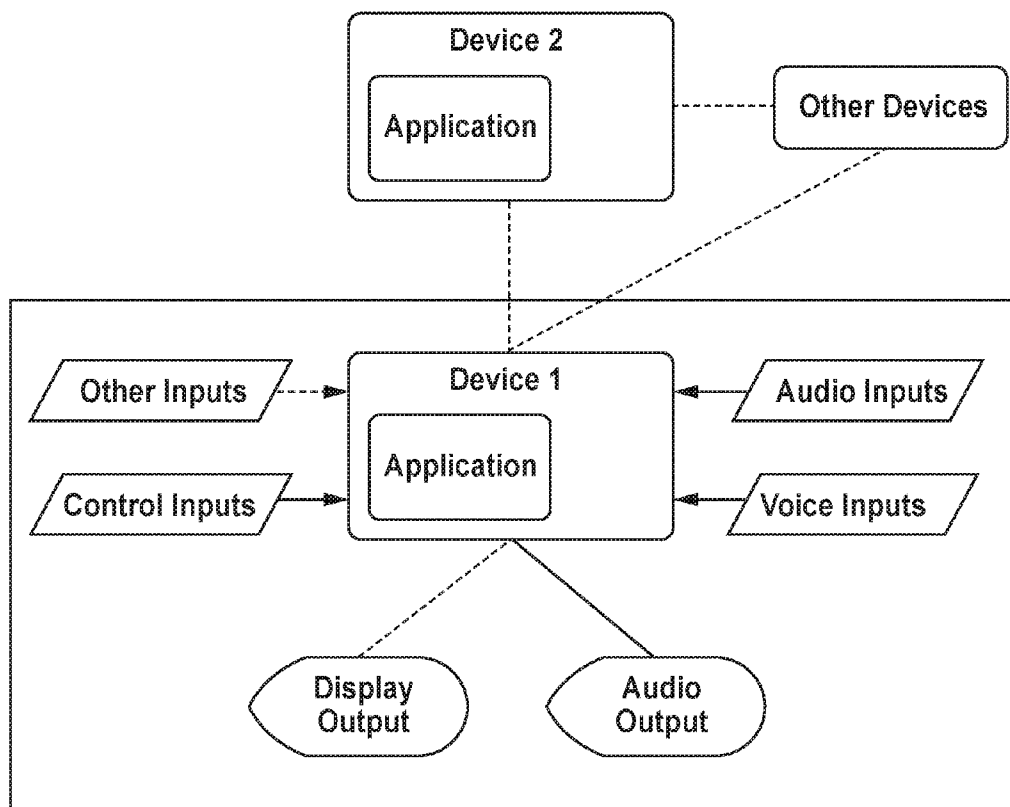 Device 2
Application
Other Devices
Other Inputs
Device 1
Audio Inputs
Application
Control Inputs
Voice Inputs
Display
Output
Audio
Output